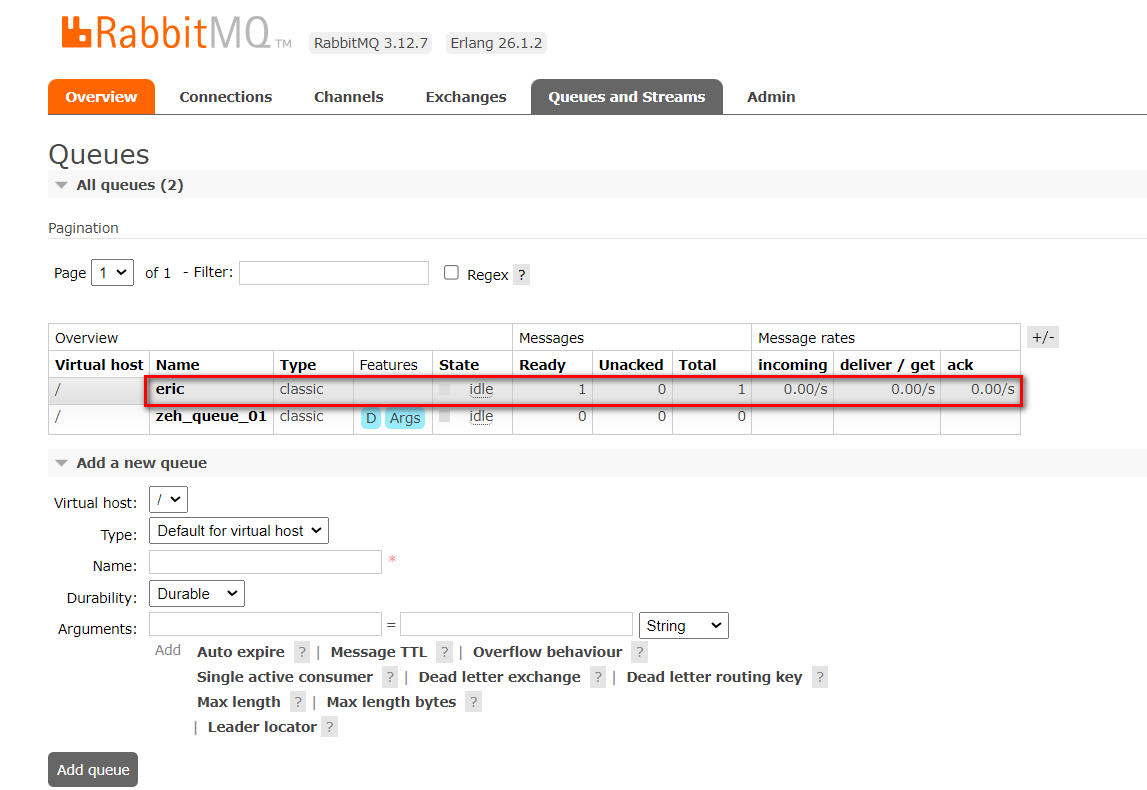 RabbitMQ TM RabbitMQ 3.12.7 Erlang 26.1.2
Overview Connections Channels Exchanges Queues and Streams Admin
Queues
All queues (2)
Pagination
Page 1 of 1 - Filter: Regex ?
Overview Messages Message rates +/-
Virtual host Name Type Features State Ready Unacked Total incoming deliver / get ack
/ eric classic idle 1 0 1 0.00/s 0.00/s 0.00/s
/ zeh_queue_01 classic D Args idle 0 0 0
Add a new queue
Virtual host: /
Type: Default for virtual host
Name: *
Durability: Durable
Arguments: = String
Add Auto expire ? | Message TTL ? | Overflow behaviour ?
Single active consumer ? | Dead letter exchange ? | Dead letter routing key ?
Max length ? | Max length bytes ?
| Leader locator ?
Add queue